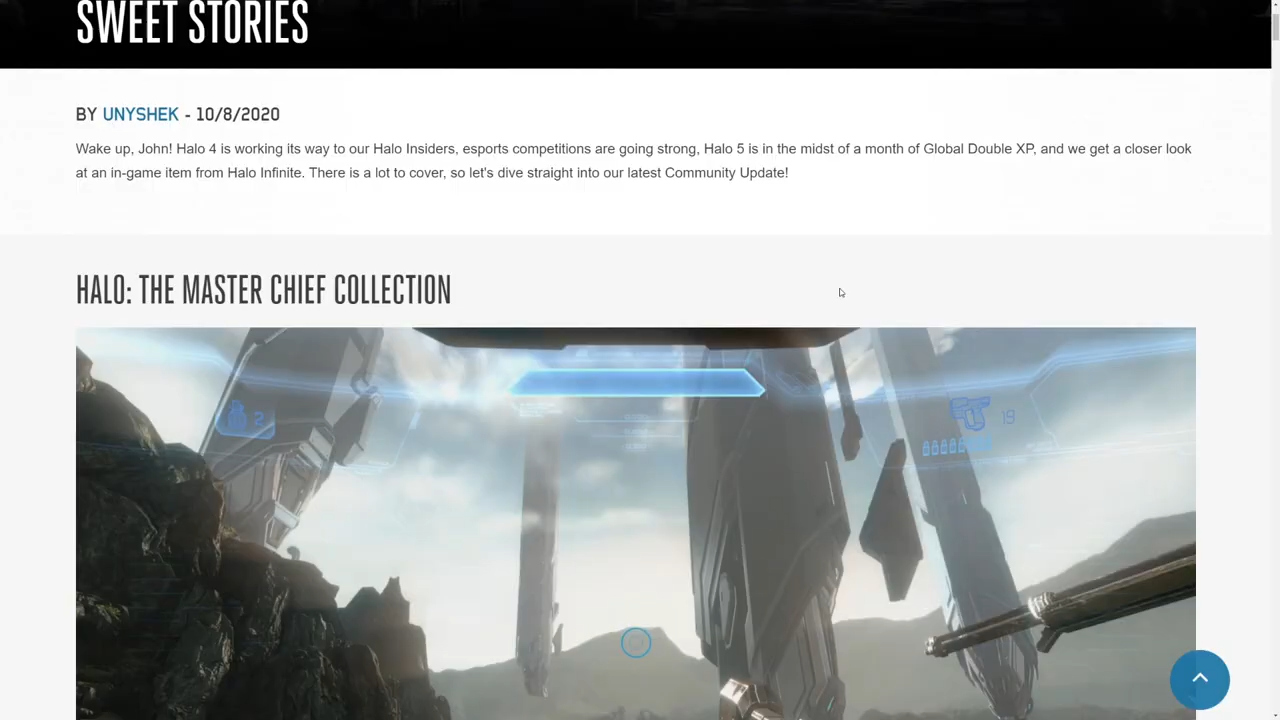 SWEET STORIES
BY UNYSHEK - 10/8/2020
Wake up, John! Halo 4 is working its way to our Halo Insiders, esports competitions are going strong, Halo 5 is in the midst of a month of Global Double XP, and we get a closer look
at an in-game item from Halo Infinite. There is a lot to cover, so let's dive straight into our latest Community Update!
HALO: THE MASTER CHIEF COLLECTION
2
19